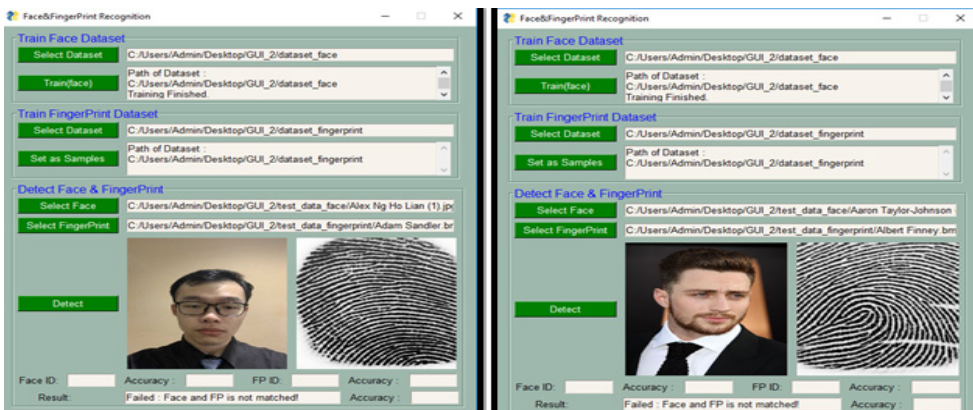 Face&FingerPrint Recognition
Train Face Dataset
Select Dataset C:/Users/Admin/Desktop/GUI_2/dataset_face
Train(face) Path of Dataset :
C:/Users/Admin/Desktop/GUI_2/dataset_face
Training Finished.
Train FingerPrint Dataset
Select Dataset C:/Users/Admin/Desktop/GUI_2/dataset_fingerprint
Set as Samples Path of Dataset :
C:/Users/Admin/Desktop/GUI_2/dataset_fingerprint
Detect Face & FingerPrint
Select Face C:/Users/Admin/Desktop/GUI_2/test_data_face/Alex Ng Ho Lian (1).jp
Select FingerPrint C:/Users/Admin/Desktop/GUI_2/test_data_fingerprint/Adam Sandler.br
Detect
Face ID: Accuracy : FP ID: Accuracy :
Result: Failed : Face and FP is not matched! Accuracy :
Face&FingerPrint Recognition
Train Face Dataset
Select Dataset C:/Users/Admin/Desktop/GUI_2/dataset_face
Train(face) Path of Dataset :
C:/Users/Admin/Desktop/GUI_2/dataset_face
Training Finished.
Train FingerPrint Dataset
Select Dataset C:/Users/Admin/Desktop/GUI_2/dataset_fingerprint
Set as Samples Path of Dataset :
C:/Users/Admin/Desktop/GUI_2/dataset_fingerprint
Detect Face & FingerPrint
Select Face C:/Users/Admin/Desktop/GUI_2/test_data_face/Aaron Taylor-Johnson
Select FingerPrint C:/Users/Admin/Desktop/GUI_2/test_data_fingerprint/Albert Finney.bm
Detect
Face ID: Accuracy : FP ID: Accuracy :
Result: Failed : Face and FP is not matched! Accuracy :